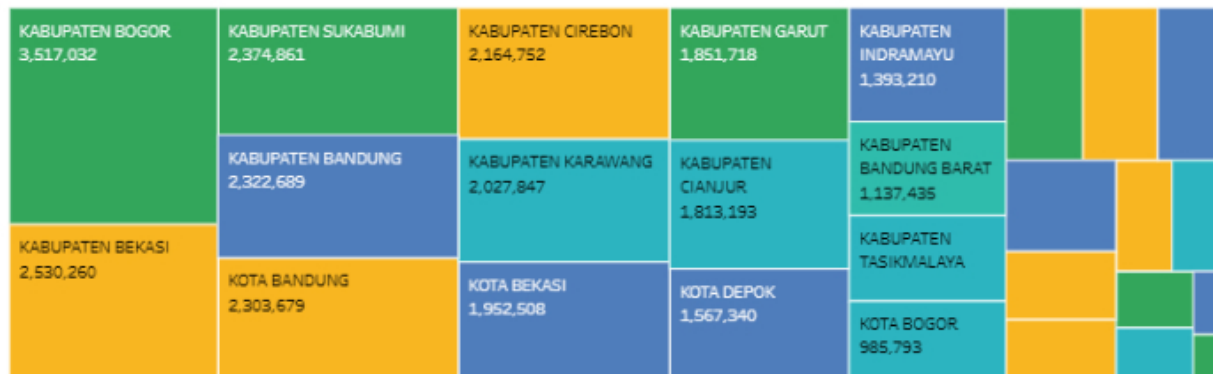 KABUPATEN BOGOR
3,517,032
KABUPATEN BEKASI
2,530,260
KABUPATEN SUKABUMI
2,374,861
KABUPATEN BANDUNG
2,322,689
KOTA BANDUNG
2,303,679
KABUPATEN CIREBON
2,164,752
KABUPATEN KARAWANG
2,027,847
KOTA BEKASI
1,952,508
KABUPATEN GARUT
1,851,718
KABUPATEN
CIANJUR
1,813,193
KOTA DEPOK
1,567,340
KABUPATEN
INDRAMAYU
1,393,210
KABUPATEN
BANDUNG BARAT
1,137,435
KABUPATEN
TASIKMALAYA
KOTA BOGOR
985,793